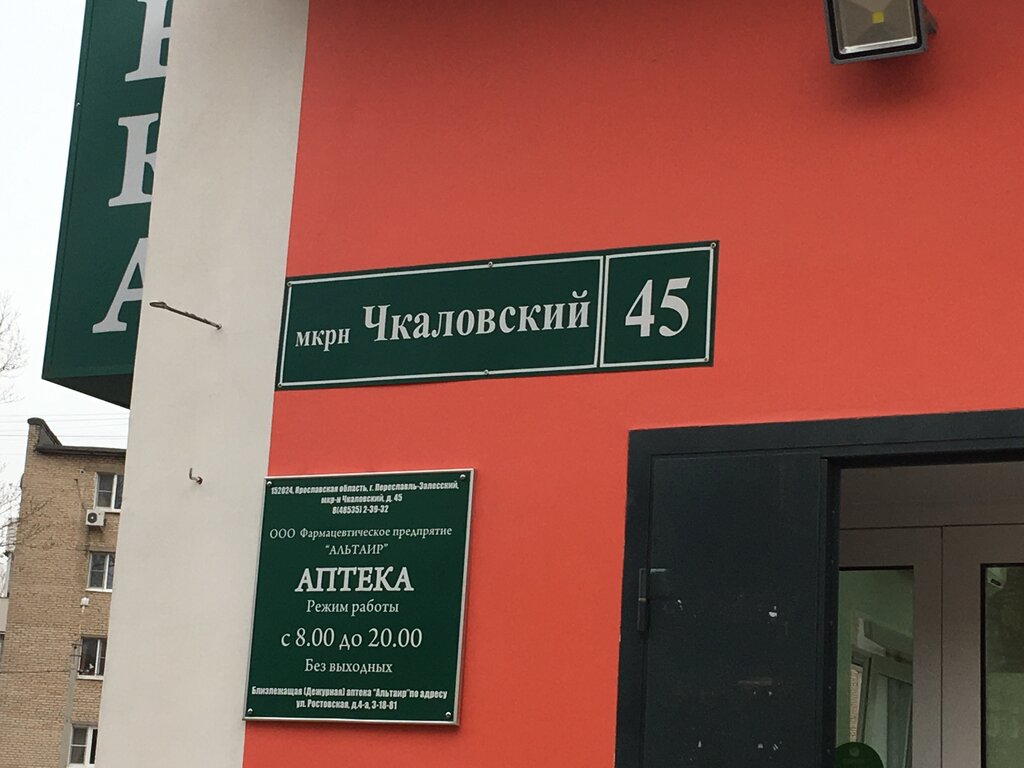 Е
К
А
мкрн Чкаловский 45
152024, Ярославская область, г. Переславль-Залесский,
мкр-н Чкаловский, д. 45
8(48535) 2-39-32
ООО Фармацевтическое предпрятие
"АЛЬТАИР"
АПТЕКА
Режим работы
с 8.00 до 20.00
Без выходных
Близлежащая (Дежурная) аптека "Альтаир"по адресу
ул. Ростовская, д.4-а, 3-18-81